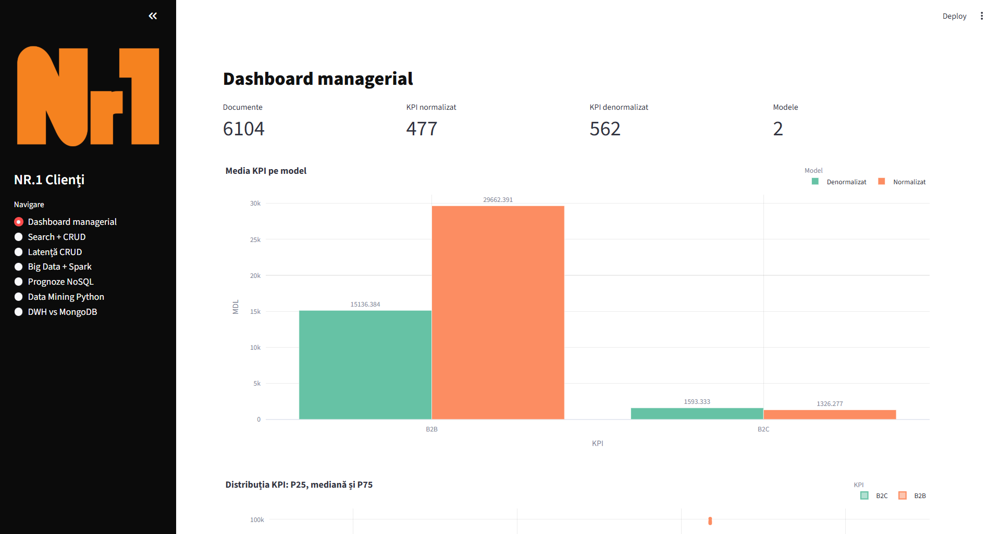 Deploy
Nr1
NR.1 Clienți
Navigare
Dashboard managerial
Search + CRUD
Latență CRUD
Big Data + Spark
Prognoze NoSQL
Data Mining Python
DWH vs MongoDB
Dashboard managerial
Documente
6104
KPI normalizat
477
KPI denormalizat
562
Modele
2
Media KPI pe model
Model
Denormalizat
Normalizat
30k
25k
20k
15k
10k
5k
0
MDL
15136.384
29662.391
1593.333
1326.277
B2B
B2C
KPI
Distribuția KPI: P25, mediană și P75
KPI
B2C
B2B
100k